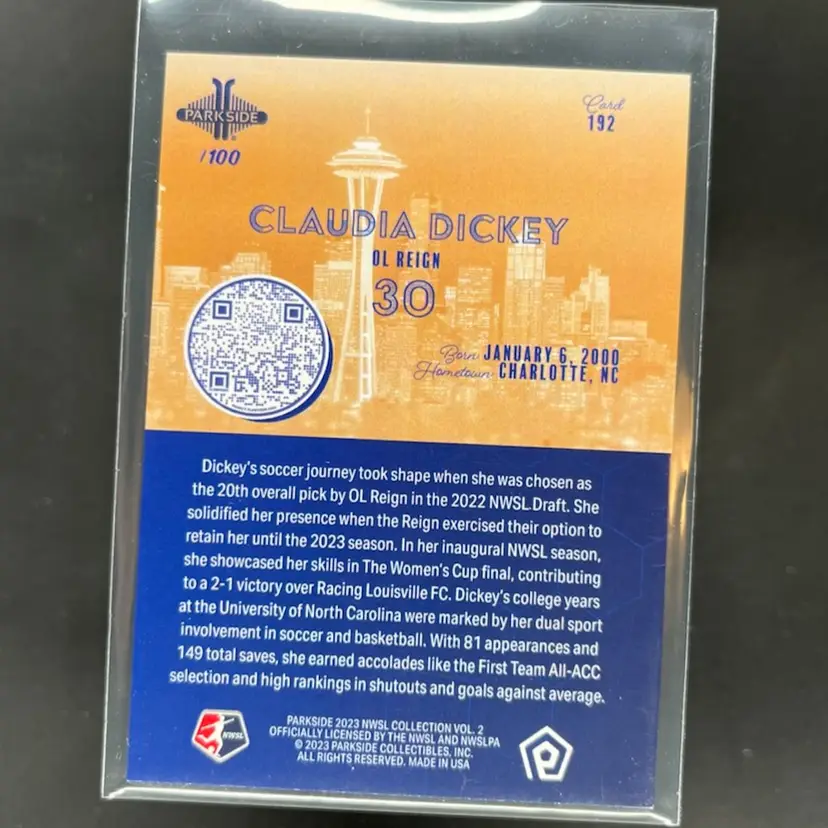 PARKSIDE
/100
Card
192
CLAUDIA DICKEY
OL REIGN
30
Born: JANUARY 6, 2000
Hometown: CHARLOTTE, NC
Dickey's soccer journey took shape when she was chosen as
the 20th overall pick by OL Reign in the 2022 NWSL Draft. She
solidified her presence when the Reign exercised their option to
retain her until the 2023 season. In her inaugural NWSL season,
she showcased her skills in The Women's Cup final, contributing
to a 2-1 victory over Racing Louisville FC. Dickey's college years
at the University of North Carolina were marked by her dual sport
involvement in soccer and basketball. With 81 appearances and
149 total saves, she earned accolades like the First Team All-ACC
selection and high rankings in shutouts and goals against average.
NWSL
PARKSIDE 2023 NWSL COLLECTION VOL. 2
OFFICIALLY LICENSED BY THE NWSL AND NWSLPA
© 2023 PARKSIDE COLLECTIBLES, INC.
ALL RIGHTS RESERVED. MADE IN USA